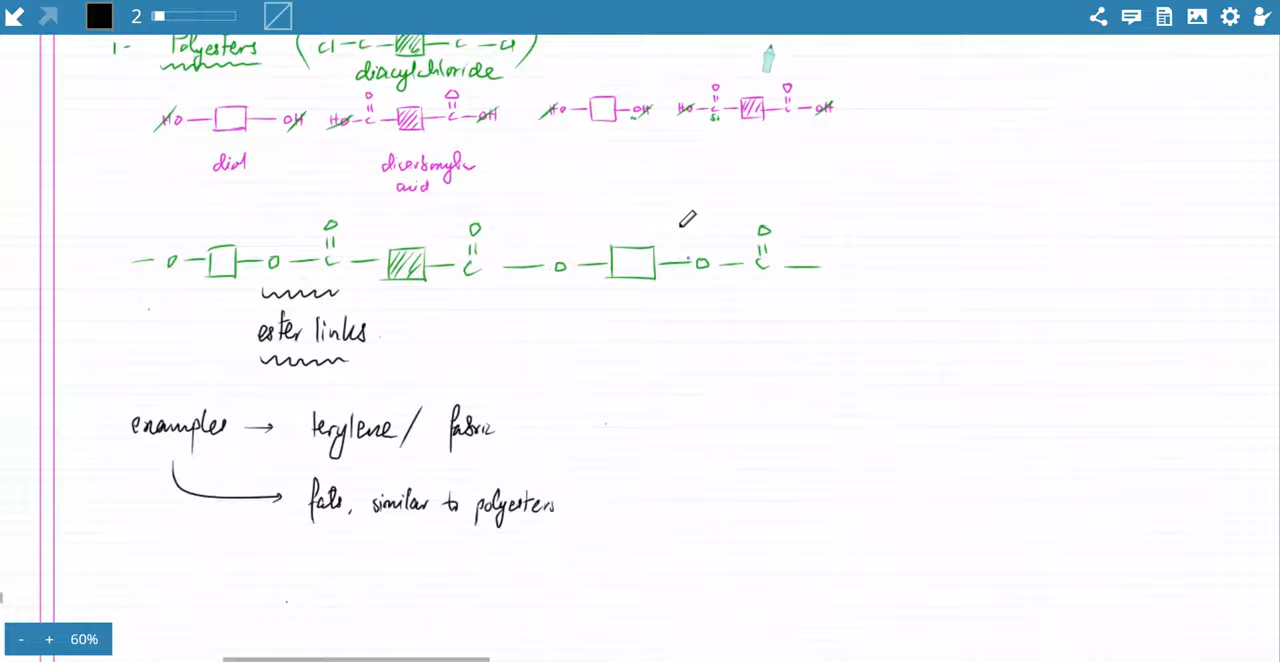 2
1- Polyesters ( Cl-C- -C-Cl )
diacylchloride
O O O O
HO- -OH HO-C- -C-OH HO- -OH HO-C- -C-OH
diol
acid
O O O
-O- -O-C- -C-O- -O-C-
ester links
examples → terylene/ fabric
fats, similar to polyesters
- + 60%